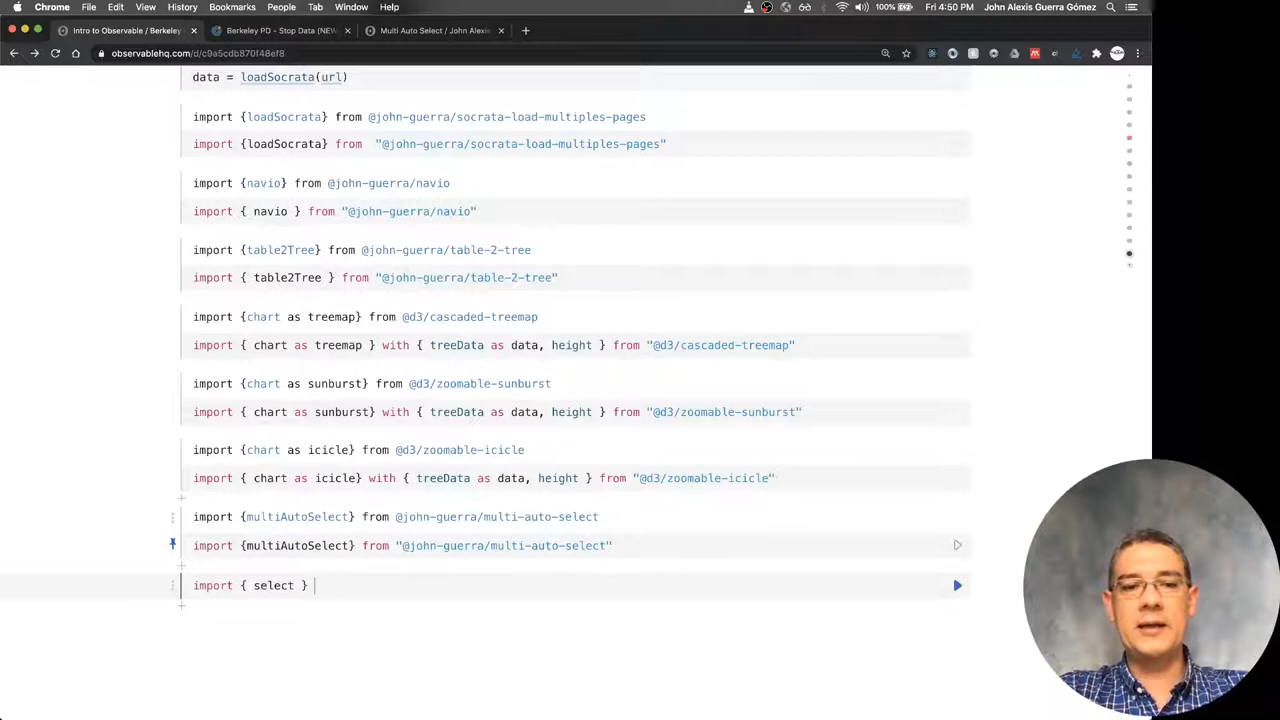 Chrome File Edit View History Bookmarks People Tab Window Help 100% Fri 4:50 PM John Alexis Guerra Gómez
Intro to Observable / Berkeley × Berkeley PD - Stop Data (NEW × Multi Auto Select / John Alexis × +
observablehq.com/d/c9a5cdb870f48ef8
data = loadSocrata(url)
import {loadSocrata} from @john-guerra/socrata-load-multiples-pages
import {loadSocrata} from "@john-guerra/socrata-load-multiples-pages"
import {navio} from @john-guerra/navio
import { navio } from "@john-guerra/navio"
import {table2Tree} from @john-guerra/table-2-tree
import { table2Tree } from "@john-guerra/table-2-tree"
import {chart as treemap} from @d3/cascaded-treemap
import { chart as treemap } with { treeData as data, height } from "@d3/cascaded-treemap"
import {chart as sunburst} from @d3/zoomable-sunburst
import { chart as sunburst} with { treeData as data, height } from "@d3/zoomable-sunburst"
import {chart as icicle} from @d3/zoomable-icicle
import { chart as icicle} with { treeData as data, height } from "@d3/zoomable-icicle"
import {multiAutoSelect} from @john-guerra/multi-auto-select
import {multiAutoSelect} from "@john-guerra/multi-auto-select"
import { select }